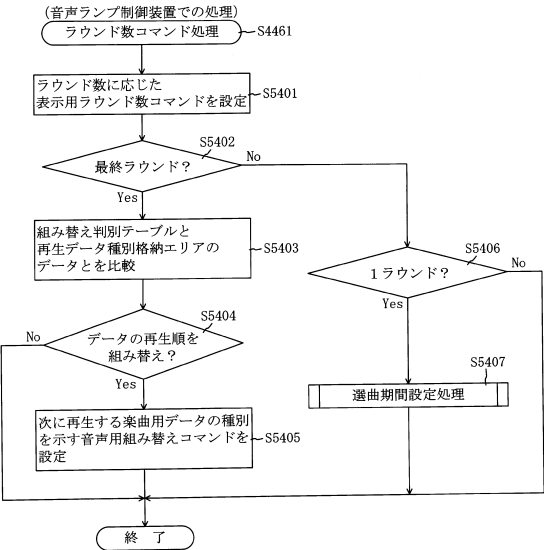 (音声ランプ制御装置での処理)
ラウンド数コマンド処理
S4461
ラウンド数に応じた
表示用ラウンド数コマンドを設定
S5401
S5402
最終ラウンド?
No
Yes
組み替え判別テーブルと
再生データ種別格納エリアの
データとを比較
S5403
S5406
1ラウンド?
No
Yes
S5404
データの再生順を
組み替え?
No
Yes
S5407
選曲期間設定処理
次に再生する楽曲用データの種別
を示す音声用組み替えコマンドを
設定
S5405
終 了